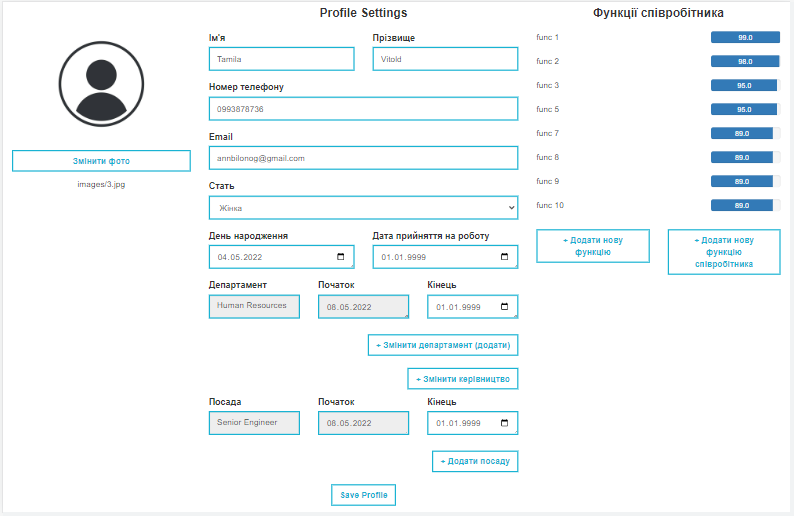 Змінити фото
images/3.jpg
Profile Settings
Ім'я Прізвище
Tamila Vitold
Номер телефону
0993878736
Email
annbilonog@gmail.com
Стать
Жінка
День народження Дата прийняття на роботу
04.05.2022 01.01.9999
Департамент Початок Кінець
Human Resources 08.05.2022 01.01.9999
+ Змінити департамент (додати)
+ Змінити керівництво
Посада Початок Кінець
Senior Engineer 08.05.2022 01.01.9999
+ Додати посаду
Save Profile
Функції співробітника
func 1 99.0
func 2 98.0
func 3 95.0
func 5 95.0
func 7 89.0
func 8 89.0
func 9 89.0
func 10 89.0
+ Додати нову
функцію
+ Додати нову
функцію
співробітника